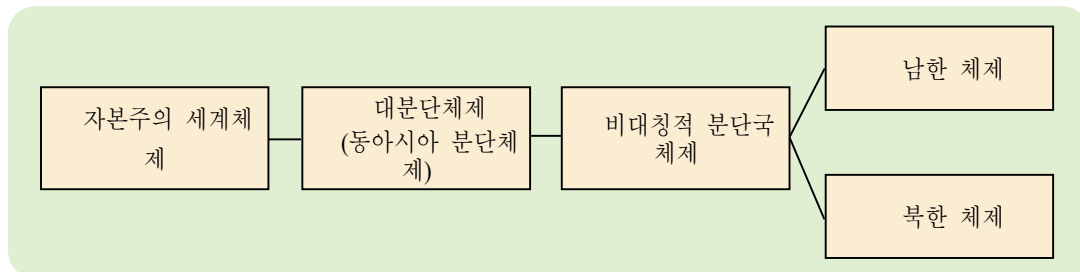 자본주의 세계체
제
대분단체제
(동아시아 분단체
제)
비대칭적 분단국
체제
남한 체제
북한 체제